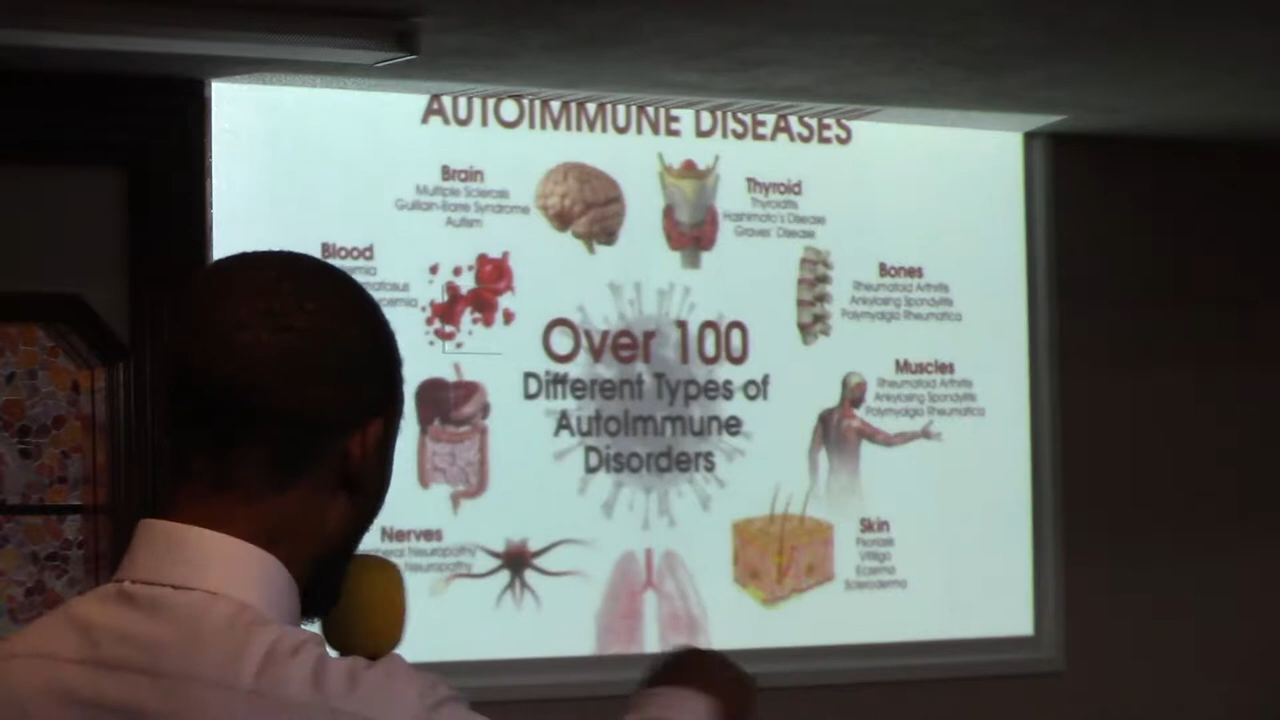 AUTOIMMUNE DISEASES
Brain
Multiple Sclerosis
Guillain-Barre Syndrome
Autism
Thyroid
Thyroiditis
Hashimoto's Disease
Graves' Disease
Blood
Bones
Rheumatoid Arthritis
Ankylosing Spondylitis
Polymyalgia Rheumatica
Over 100
Different Types of
AutoImmune
Disorders
Muscles
Rheumatoid Arthritis
Ankylosing Spondylitis
Polymyalgia Rheumatica
Nerves
Neuropathy
Neuropathy
Skin
Psoriasis
Vitiligo
Eczema
Scleroderma